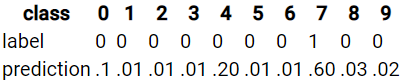 class 0 1 2 3 4 5 6 7 8 9
label 0 0 0 0 0 0 0 1 0 0
prediction .1 .01 .01 .01 .20 .01 .01 .60 .03 .02